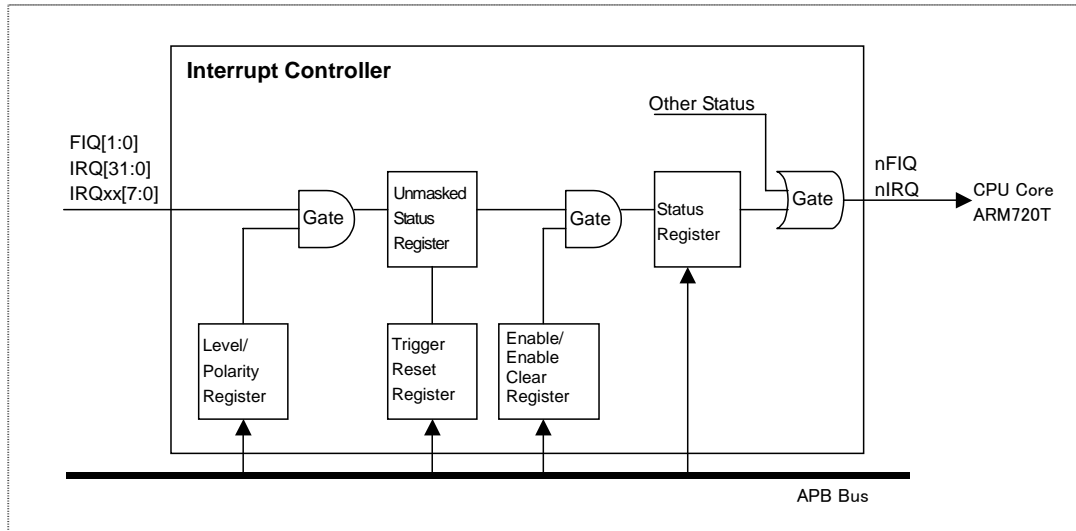 Interrupt Controller
Other Status
FIQ[1:0]
IRQ[31:0]
IRQxx[7:0]
Gate
Unmasked
Status
Register
Gate
Status
Register
Gate
nFIQ
nIRQ
CPU Core
ARM720T
Level/
Polarity
Register
Trigger
Reset
Register
Enable/
Enable
Clear
Register
APB Bus